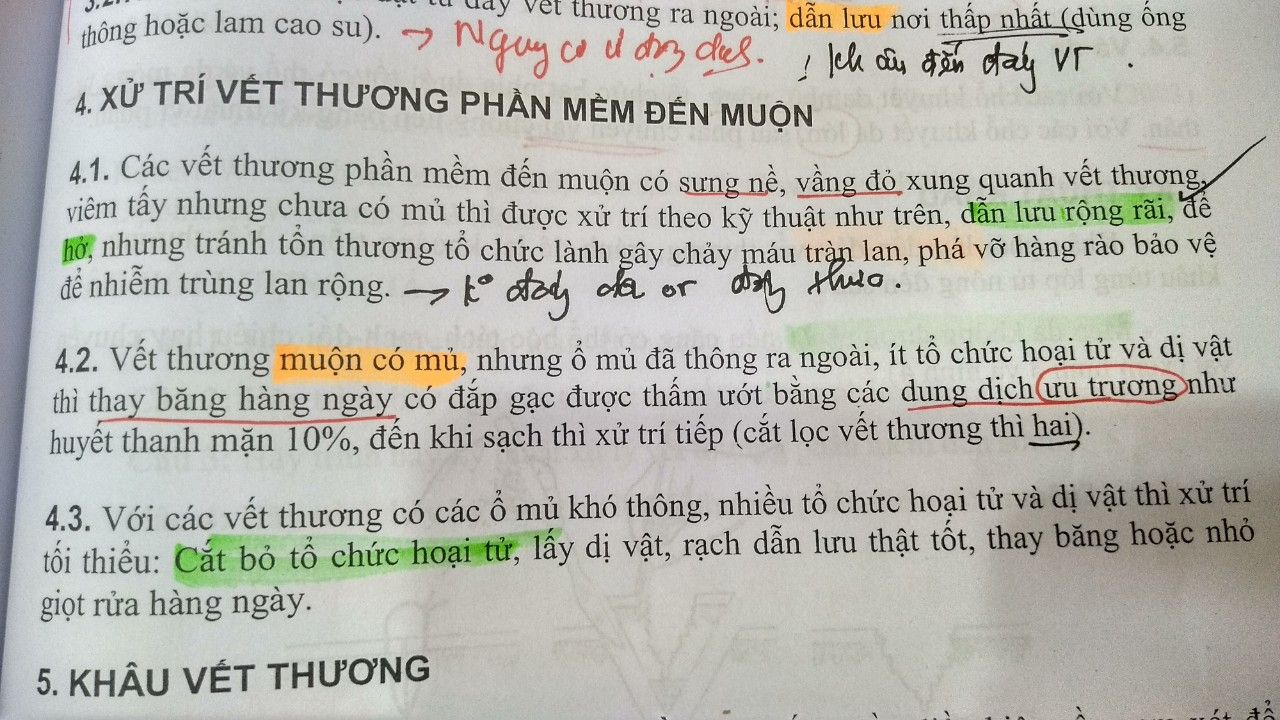 vết thương ra ngoài; dẫn lưu nơi thấp nhất (dùng ống
thông hoặc lam cao su). → Nguy cơ ứ đọng dịch.
đến đáy VT.
4. XỬ TRÍ VẾT THƯƠNG PHẦN MỀM ĐẾN MUỘN
4.1. Các vết thương phần mềm đến muộn có sưng nề, vầng đỏ xung quanh vết thương,
viêm tấy nhưng chưa có mủ thì được xử trí theo kỹ thuật như trên, dẫn lưu rộng rãi, để
hở, nhưng tránh tổn thương tổ chức lành gây chảy máu tràn lan, phá vỡ hàng rào bảo vệ
để nhiễm trùng lan rộng. → or
4.2. Vết thương muộn có mủ, nhưng ổ mủ đã thông ra ngoài, ít tổ chức hoại tử và dị vật
thì thay băng hàng ngày có đắp gạc được thấm ướt bằng các dung dịch ưu trương như
huyết thanh mặn 10%, đến khi sạch thì xử trí tiếp (cắt lọc vết thương thì hai).
4.3. Với các vết thương có các ổ mủ khó thông, nhiều tổ chức hoại tử và dị vật thì xử trí
tối thiểu: Cắt bỏ tổ chức hoại tử, lấy dị vật, rạch dẫn lưu thật tốt, thay băng hoặc nhỏ
giọt rửa hàng ngày.
5. KHÂU VẾT THƯƠNG